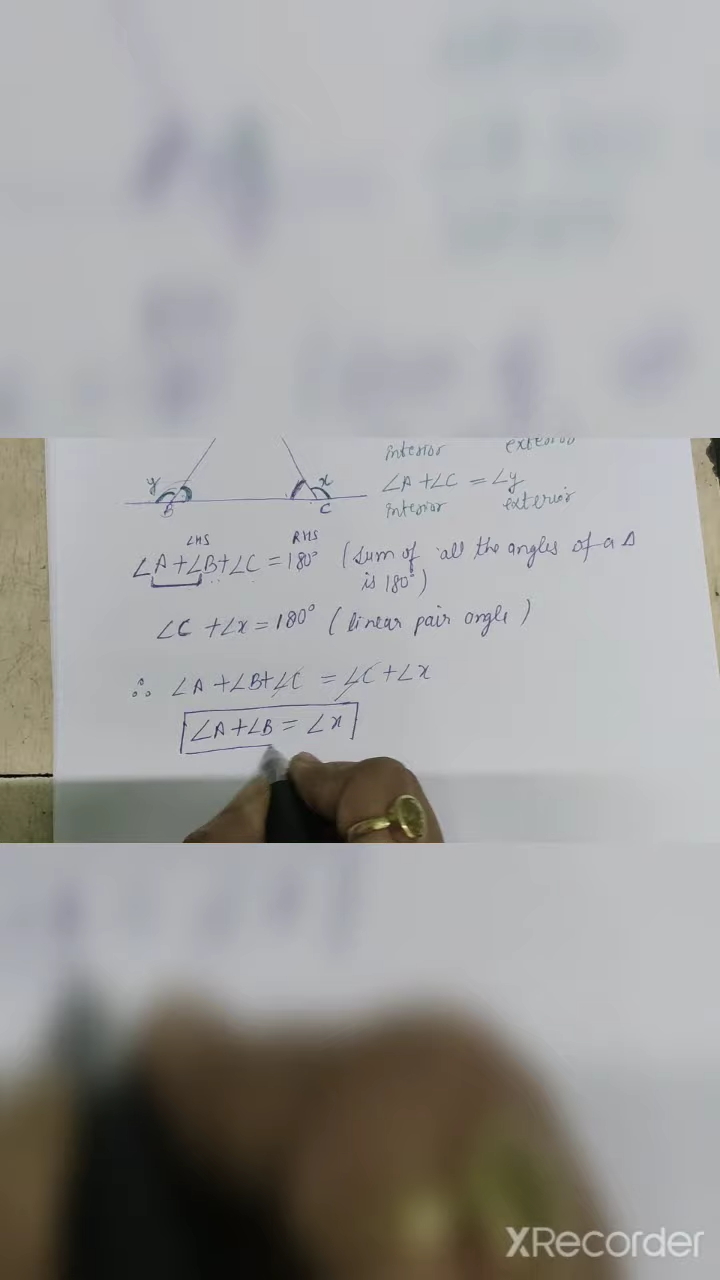 interior exterior
∠A+∠C = ∠y
interior exterior
y x
B C
LHS RHS
∠A+∠B+∠C = 180° (Sum of all the angles of a Δ
is 180°)
∠C + ∠x = 180° (linear pair angle)
∴ ∠A+∠B+∠C = ∠C+∠x
∠A+∠B = ∠x
XRecorder